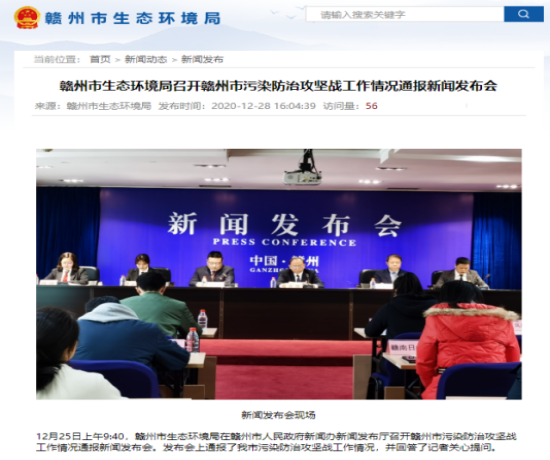 赣州市生态环境局
请输入搜索关键字
当前位置： 首页 > 新闻动态 > 新闻发布
赣州市生态环境局召开赣州市污染防治攻坚战工作情况通报新闻发布会
来源：赣州市生态环境局 发布时间：2020-12-28 16:04:39 访问量：56
新闻发布会
PRESS CONFERENCE
中国·赣州
新闻发布会现场
12月25日上午9:40，赣州市生态环境局在赣州市人民政府新闻办新闻发布厅召开赣州市污染防治攻坚战
工作情况通报新闻发布会。发布会上通报了我市污染防治攻坚战工作情况，并回答了记者关心提问。